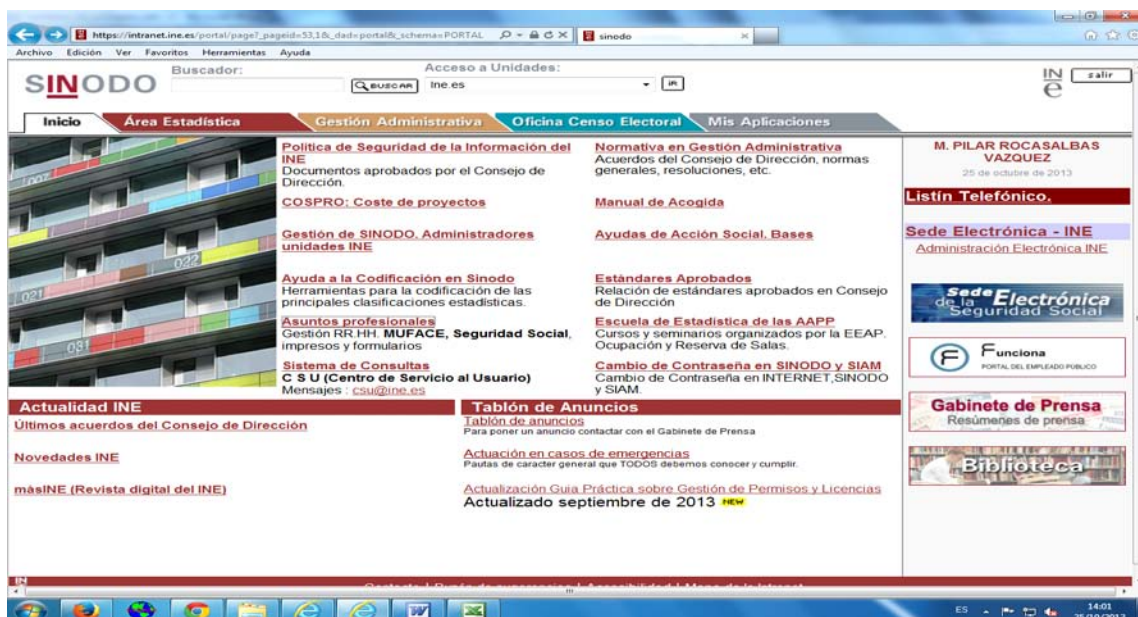 https://intranet.ine.es/portal/page?_pageid=53,1&_dad=portal&_schema=PORTAL
sinodo
Archivo Edición Ver Favoritos Herramientas Ayuda
SINODO
Buscador:
Acceso a Unidades:
BUSCAR
Ine.es
IR
INe
salir
Inicio
Área Estadística
Gestión Administrativa
Oficina Censo Electoral
Mis Aplicaciones
007
022
021
031
Política de Seguridad de la Información del
INE
Documentos aprobados por el Consejo de
Dirección.
COSPRO: Coste de proyectos
Gestión de SINODO. Administradores
unidades INE
Ayuda a la Codificación en Sinodo
Herramientas para la codificación de las
principales clasificaciones estadísticas.
Asuntos profesionales
Gestión RR.HH. MUFACE, Seguridad Social,
impresos y formularios
Sistema de Consultas
C S U (Centro de Servicio al Usuario)
Mensajes : csu@ine.es
Normativa en Gestión Administrativa
Acuerdos del Consejo de Dirección, normas
generales, resoluciones, etc.
Manual de Acogida
Ayudas de Acción Social. Bases
Estándares Aprobados
Relación de estándares aprobados en Consejo
de Dirección
Escuela de Estadística de las AAPP
Cursos y seminarios organizados por la EEAP.
Ocupación y Reserva de Salas.
Cambio de Contraseña en SINODO y SIAM
Cambio de Contraseña en INTERNET,SINODO
y SIAM.
M. PILAR ROCASALBAS
VAZQUEZ
25 de octubre de 2013
Listín Telefónico.
Sede Electrónica - INE
Administración Electrónica INE
Sede Electrónica
de la Seguridad Social
Funciona
PORTAL DEL EMPLEADO PÚBLICO
Gabinete de Prensa
Resúmenes de prensa
Biblioteca
Actualidad INE
Últimos acuerdos del Consejo de Dirección
Novedades INE
másINE (Revista digital del INE)
Tablón de Anuncios
Tablón de anuncios
Para poner un anuncio contactar con el Gabinete de Prensa
Actuación en casos de emergencias
Pautas de caracter general que TODOS debemos conocer y cumplir.
Actualización Guia Práctica sobre Gestión de Permisos y Licencias
Actualizado septiembre de 2013 NEW
IN
ES
14:01
25/10/2013